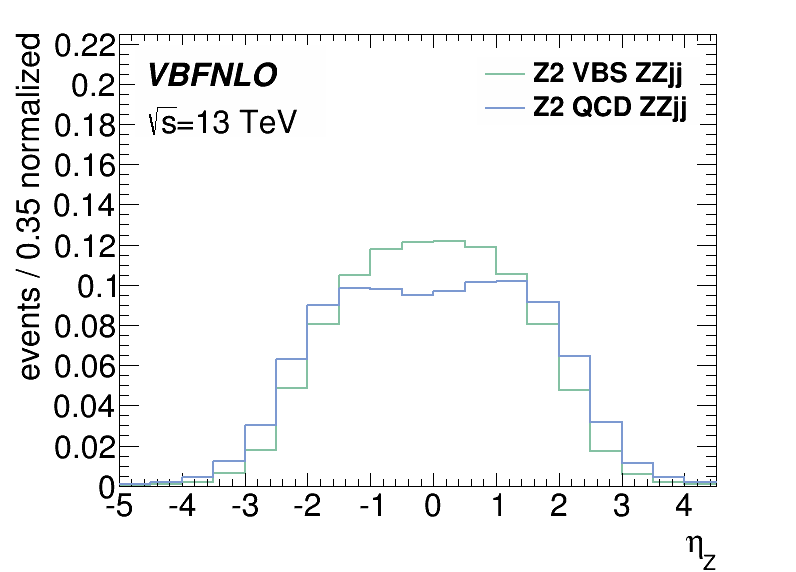 VBFNLO
√s=13 TeV
Z2 VBS ZZjj
Z2 QCD ZZjj
events / 0.35 normalized
0.22
0.2
0.18
0.16
0.14
0.12
0.1
0.08
0.06
0.04
0.02
0
-5 -4 -3 -2 -1 0 1 2 3 4
η_Z